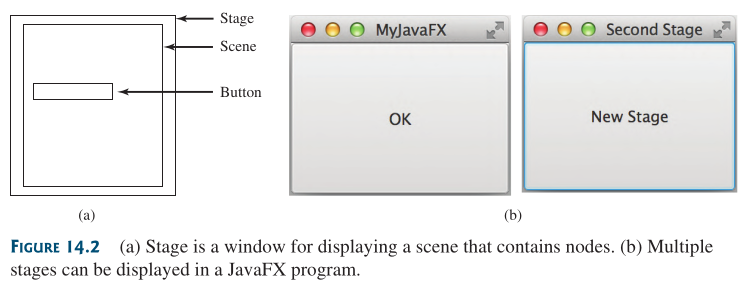 Stage
Scene
Button
(a)
MyJavaFX
OK
Second Stage
New Stage
(b)
FIGURE 14.2 (a) Stage is a window for displaying a scene that contains nodes. (b) Multiple
stages can be displayed in a JavaFX program.